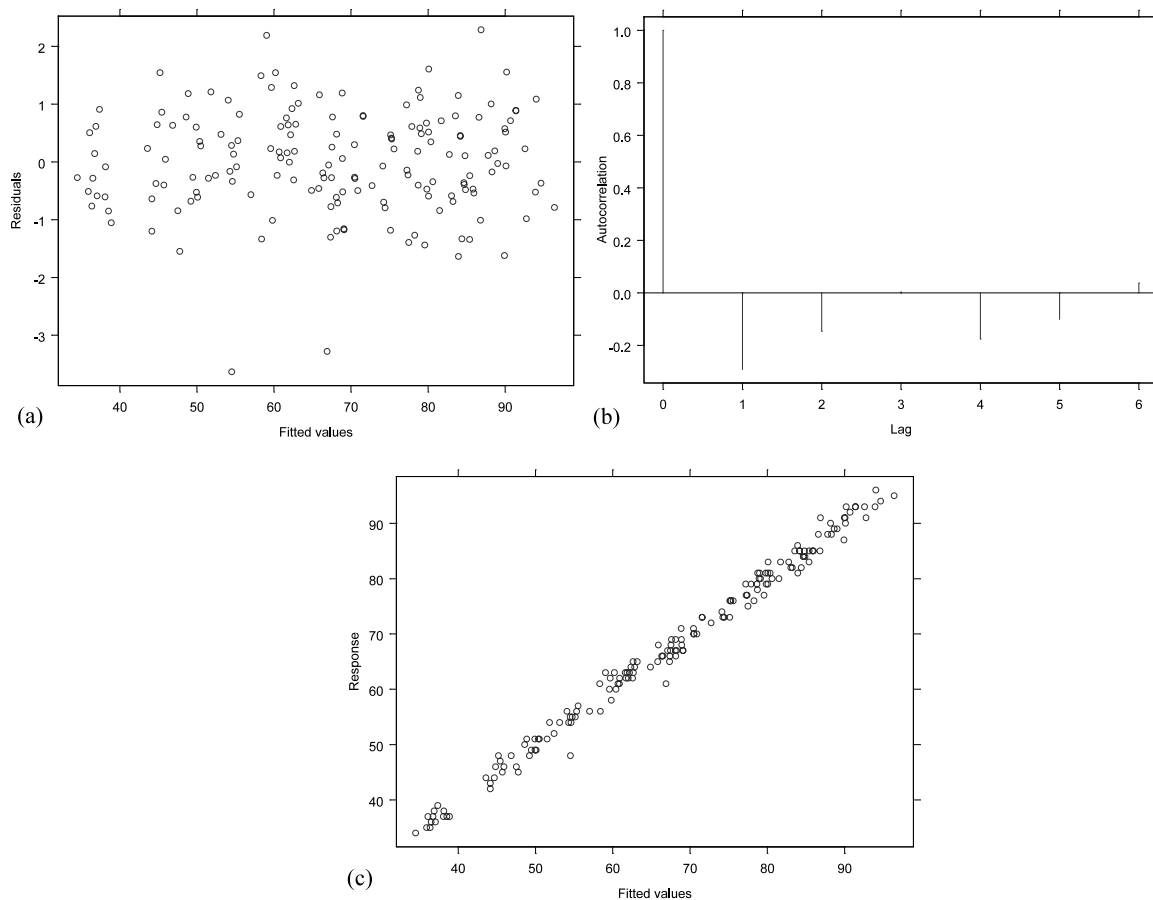 2
1
0
-1
-2
-3
Residuals
40 50 60 70 80 90
Fitted values
(a)
1.0
0.8
0.6
0.4
0.2
0.0
-0.2
Autocorrelation
0 1 2 3 4 5 6
Lag
(b)
90
80
70
60
50
40
Response
40 50 60 70 80 90
Fitted values
(c)